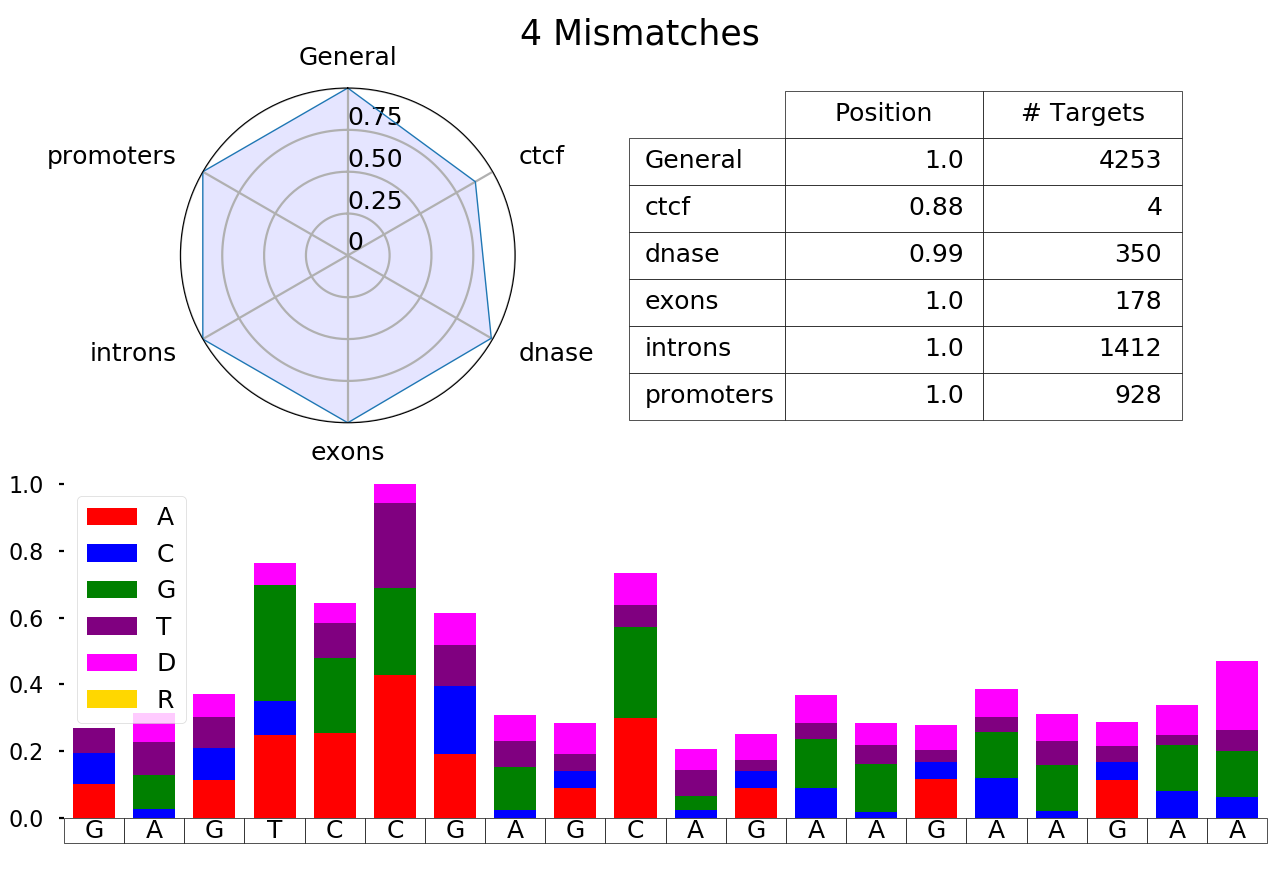 4 Mismatches
General
0.75
promoters
0.50
ctcf
0.25
0
introns
dnase
exons
Position # Targets
General 1.0 4253
ctcf 0.88 4
dnase 0.99 350
exons 1.0 178
introns 1.0 1412
promoters 1.0 928
1.0
0.8
0.6
0.4
0.2
0.0
A
C
G
T
D
R
G A G T C C G A G C A G A A G A A G A A